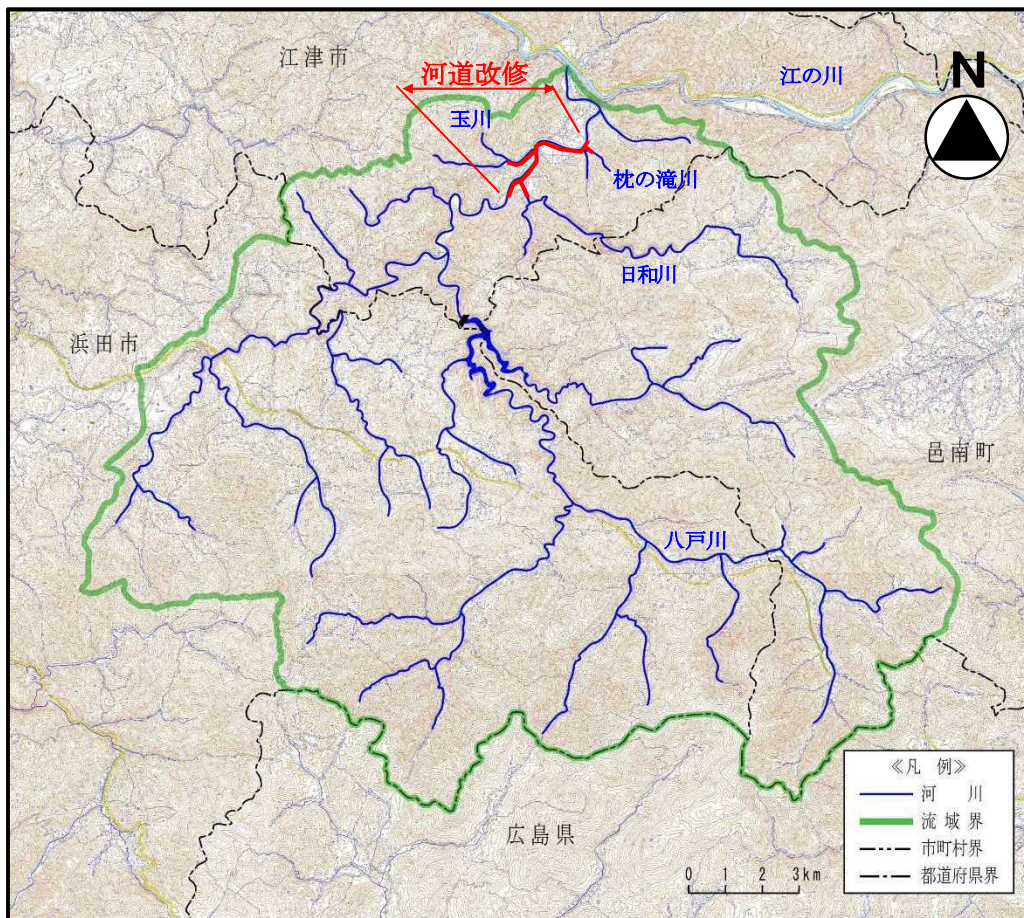 江津市
河道改修
江の川
N
玉川
枕の滝川
日和川
浜田市
邑南町
八戸川
広島県
《凡 例》
河 川
流域界
市町村界
都道府県界
0 1 2 3km